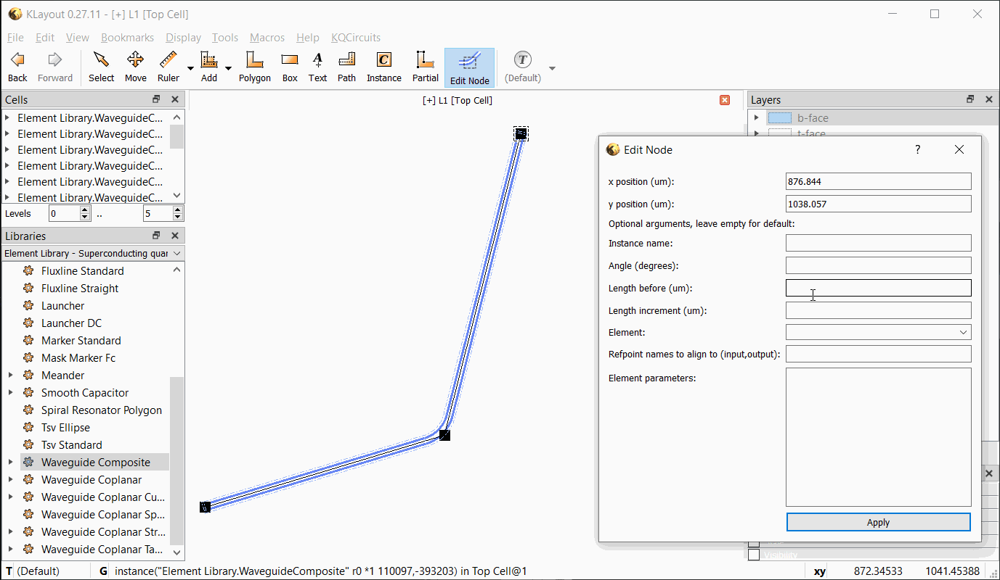 KLayout 0.27.11 - [+] L1 [Top Cell]
File Edit View Bookmarks Display Tools Macros Help KQCircuits
Back Forward Select Move Ruler Add Polygon Box Text Path Instance Partial Edit Node (Default)
Cells
Element Library.WaveguideC...
Element Library.WaveguideC...
Element Library.WaveguideC...
Element Library.WaveguideC...
Element Library.WaveguideC...
Element Library.WaveguideC...
Levels 0 .. 5
Libraries
Element Library - Superconducting quar
Fluxline Standard
Fluxline Straight
Launcher
Launcher DC
Marker Standard
Mask Marker Fc
Meander
Smooth Capacitor
Spiral Resonator Polygon
Tsv Ellipse
Tsv Standard
Waveguide Composite
Waveguide Coplanar
Waveguide Coplanar Cu...
Waveguide Coplanar Sp...
Waveguide Coplanar Str...
Waveguide Coplanar Ta...
[+] L1 [Top Cell]
Layers
b-face
t-face
Edit Node ?
x position (um): 876.844
y position (um): 1038.057
Optional arguments, leave empty for default:
Instance name:
Angle (degrees):
Length before (um):
Length increment (um):
Element:
Refpoint names to align to (input,output):
Element parameters:
Apply
Visibility
T (Default) G instance("Element Library.WaveguideComposite" r0 *1 110097,-393203) in Top Cell@1 xy 872.34533 1041.45388